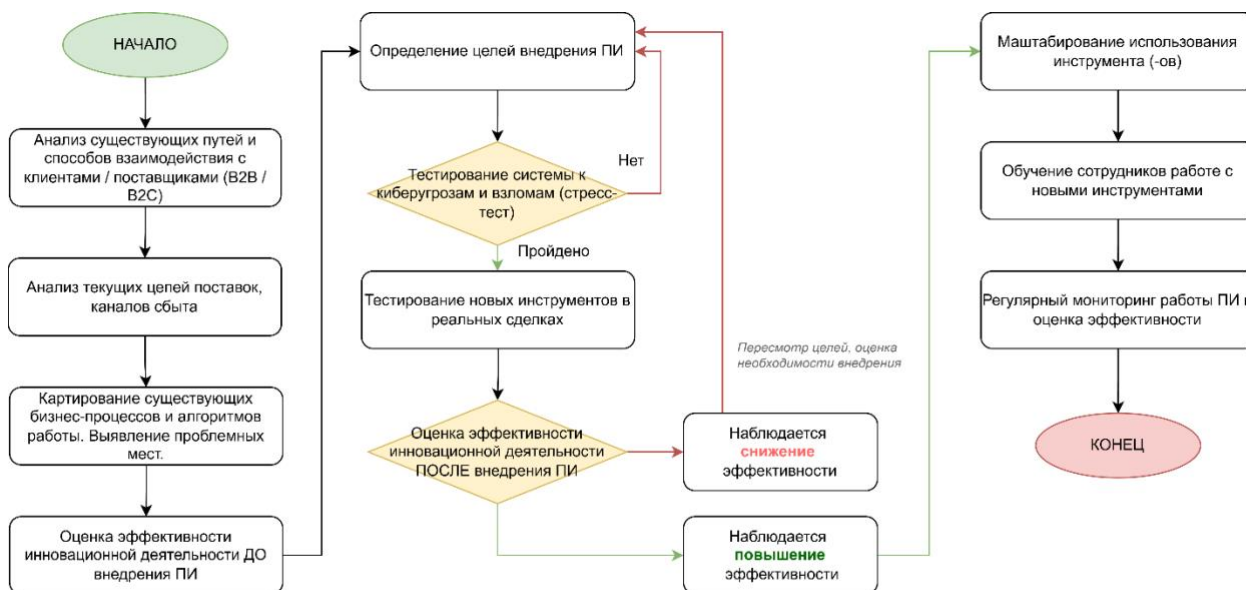 НАЧАЛО
Анализ существующих путей и
способов взаимодействия с
клиентами / поставщиками (B2B /
B2C)
Анализ текущих цепей поставок,
каналов сбыта
Картирование существующих
бизнес-процессов и алгоритмов
работы. Выявление проблемных
мест.
Оценка эффективности
инновационной деятельности ДО
внедрения ПИ
Определение целей внедрения ПИ
Нет
Тестирование системы к
киберугрозам и взломам (стресс-
тест)
Пройдено
Тестирование новых инструментов в
реальных сделках
Пересмотр целей, оценка
необходимости внедрения
Оценка эффективности
инновационной деятельности
ПОСЛЕ внедрения ПИ
Наблюдается
снижение
эффективности
Наблюдается
повышение
эффективности
Маштабирование использования
инструмента (-ов)
Обучение сотрудников работе с
новыми инструментами
Регулярный мониторинг работы ПИ и
оценка эффективности
КОНЕЦ